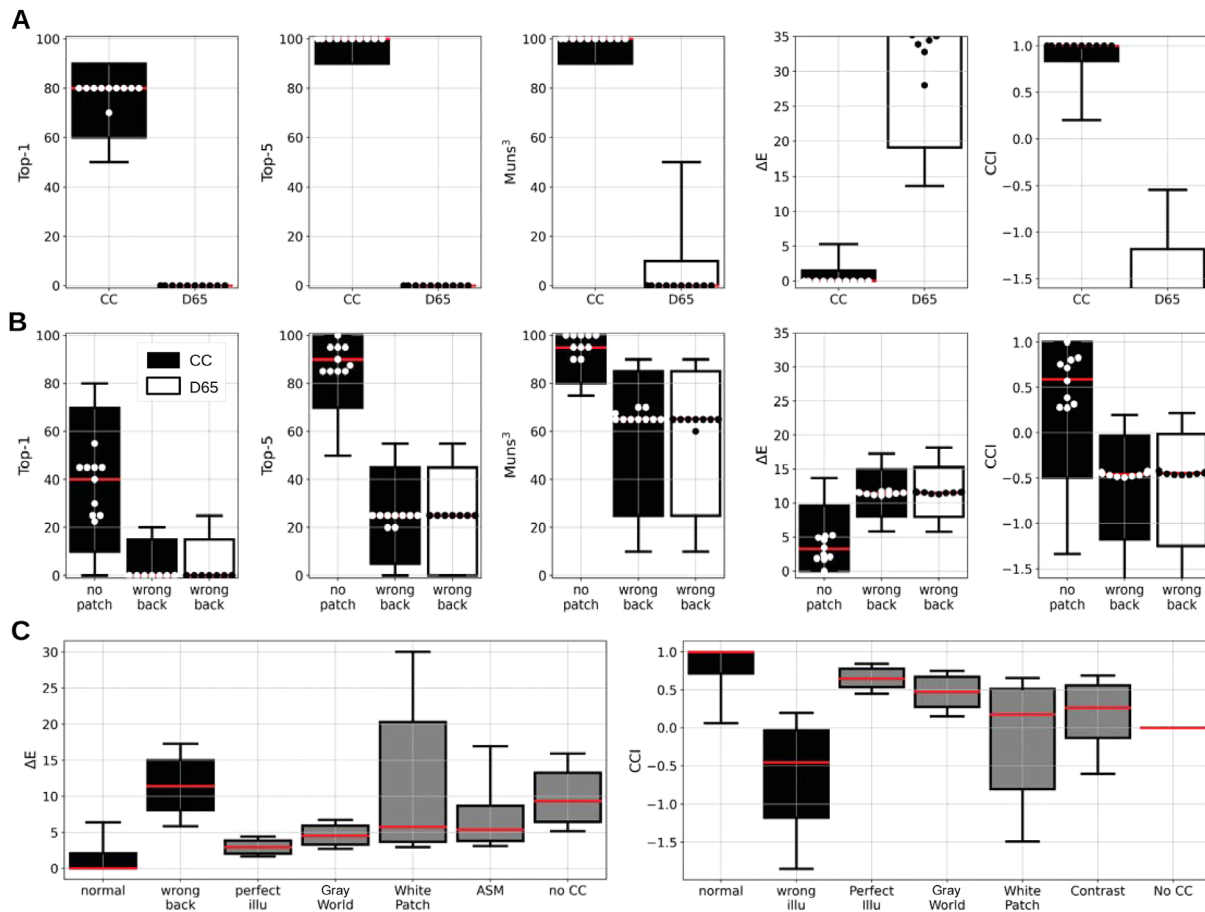 A
Top-1
100
80
60
40
20
0
CC
D65
Top-5
100
80
60
40
20
0
CC
D65
Muns³
100
80
60
40
20
0
CC
D65
ΔE
35
30
25
20
15
10
5
0
CC
D65
CCI
1.0
0.5
0.0
−0.5
−1.0
−1.5
CC
D65
B
Top-1
100
80
60
40
20
0
CC
D65
no patch
wrong back
wrong back
Top-5
100
80
60
40
20
0
no patch
wrong back
wrong back
Muns³
100
80
60
40
20
0
no patch
wrong back
wrong back
ΔE
35
30
25
20
15
10
5
0
no patch
wrong back
wrong back
CCI
1.0
0.5
0.0
−0.5
−1.0
−1.5
no patch
wrong back
wrong back
C
ΔE
30
25
20
15
10
5
0
normal
wrong back
perfect illu
Gray World
White Patch
ASM
no CC
CCI
1.0
0.5
0.0
−0.5
−1.0
−1.5
normal
wrong illu
Perfect Illu
Gray World
White Patch
Contrast
No CC